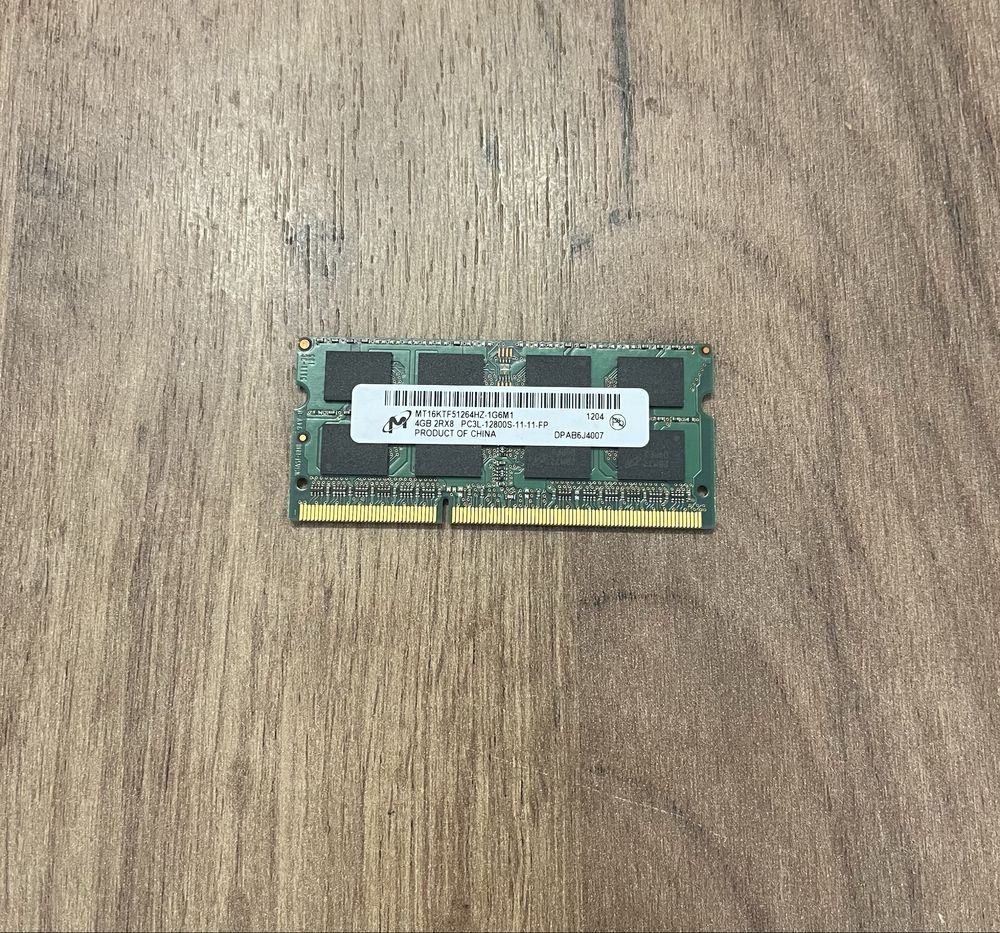 MT16KTF51264HZ-1G6M1 1204
4GB 2RX8 PC3L-12800S-11-11-FP
PRODUCT OF CHINA DPAB6J4007